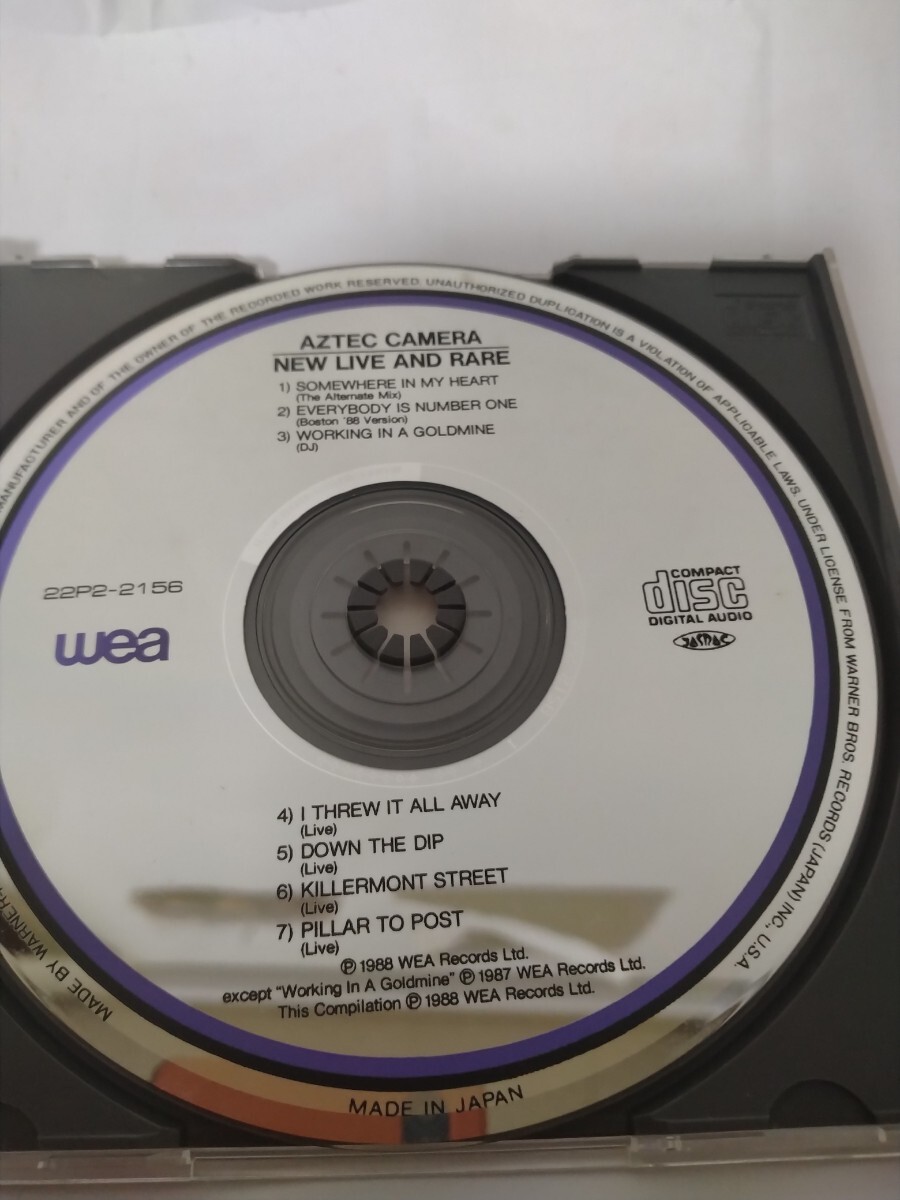 MANUFACTURER AND OF THE OWNER OF THE RECORDED WORK RESERVED. UNAUTHORIZED DUPLICATION IS A VIOLATION OF APPLICABLE LAWS. UNDER LICENSE FROM WARNER BROS. RECORDS (JAPAN) INC., U.S.A.
AZTEC CAMERA
NEW LIVE AND RARE
1) SOMEWHERE IN MY HEART
(The Alternate Mix)
2) EVERYBODY IS NUMBER ONE
(Boston '86 Version)
3) WORKING IN A GOLDMINE
(DJ)
22P2-2156
wea
COMPACT
disc
DIGITAL AUDIO
JASRAC
4) I THREW IT ALL AWAY
(Live)
5) DOWN THE DIP
(Live)
6) KILLERMONT STREET
(Live)
7) PILLAR TO POST
(Live)
Ⓟ 1988 WEA Records Ltd.
except "Working In A Goldmine" Ⓟ 1987 WEA Records Ltd.
This Compilation Ⓟ 1988 WEA Records Ltd.
MADE BY WARNER
MADE IN JAPAN